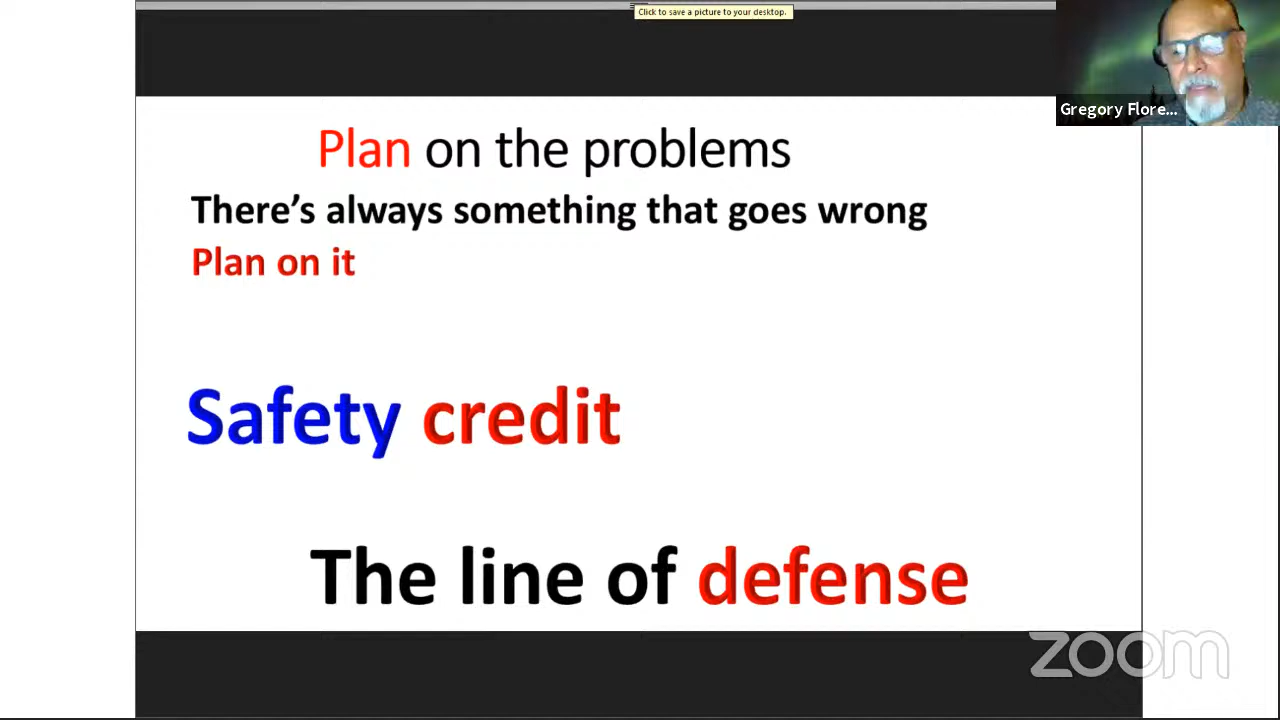 Click to save a picture to your desktop.
Gregory Flore...
Plan on the problems
There's always something that goes wrong
Plan on it
Safety credit
The line of defense
zoom